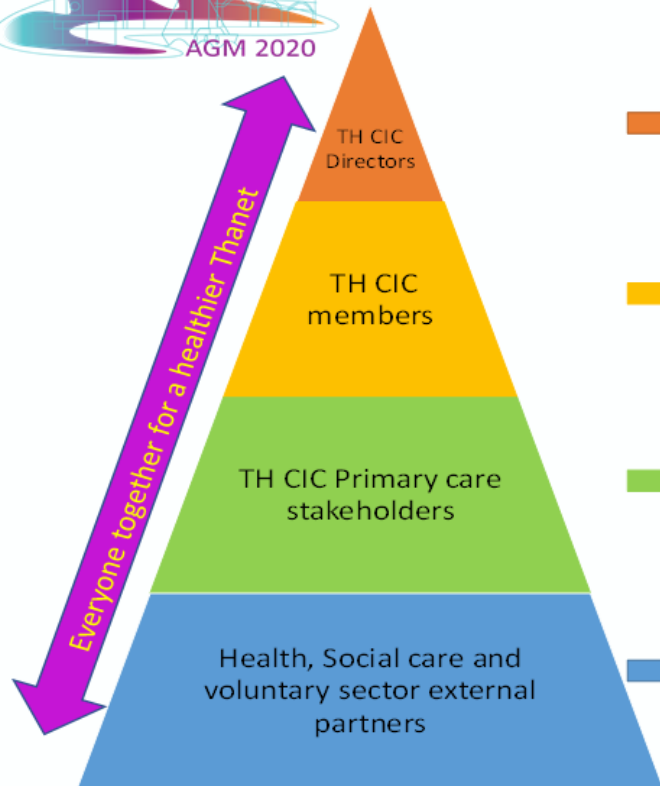 AGM 2020
TH CIC
Directors
Everyone together for a healthier Thanet
TH CIC
members
TH CIC Primary care
stakeholders
Health, Social care and
voluntary sector external
partners